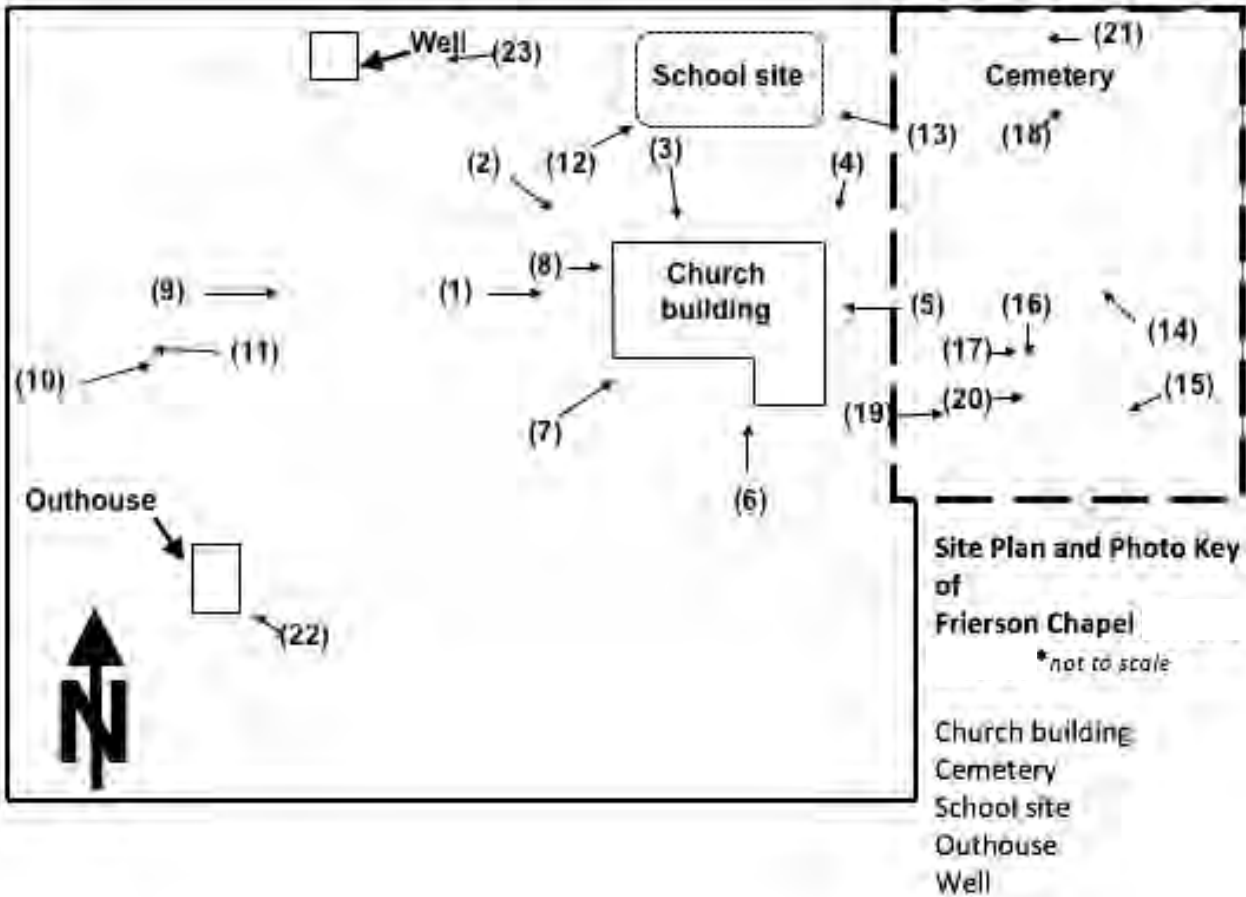 Well
(23)
School site
(21)
Cemetery
(13)
(18)
(2)
(12)
(3)
(4)
(8)
Church
building
(9)
(1)
(5)
(16)
(14)
(11)
(17)
(10)
(15)
(20)
(19)
(7)
(6)
Outhouse
(22)
N
Site Plan and Photo Key
of
Frierson Chapel
*not to scale
Church building
Cemetery
School site
Outhouse
Well